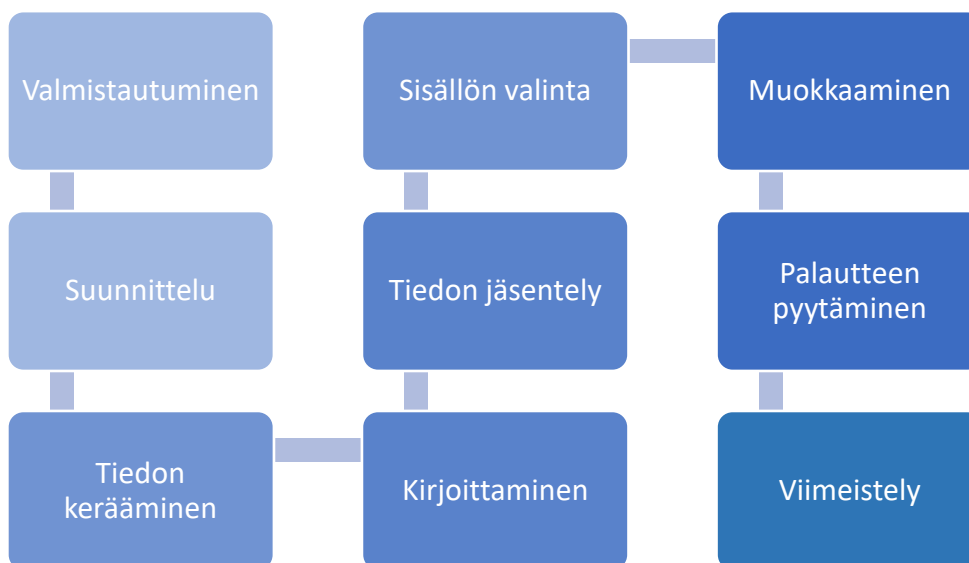 Valmistautuminen
Suunnittelu
Tiedon
kerääminen
Kirjoittaminen
Tiedon jäsentely
Sisällön valinta
Muokkaaminen
Palautteen
pyytäminen
Viimeistely